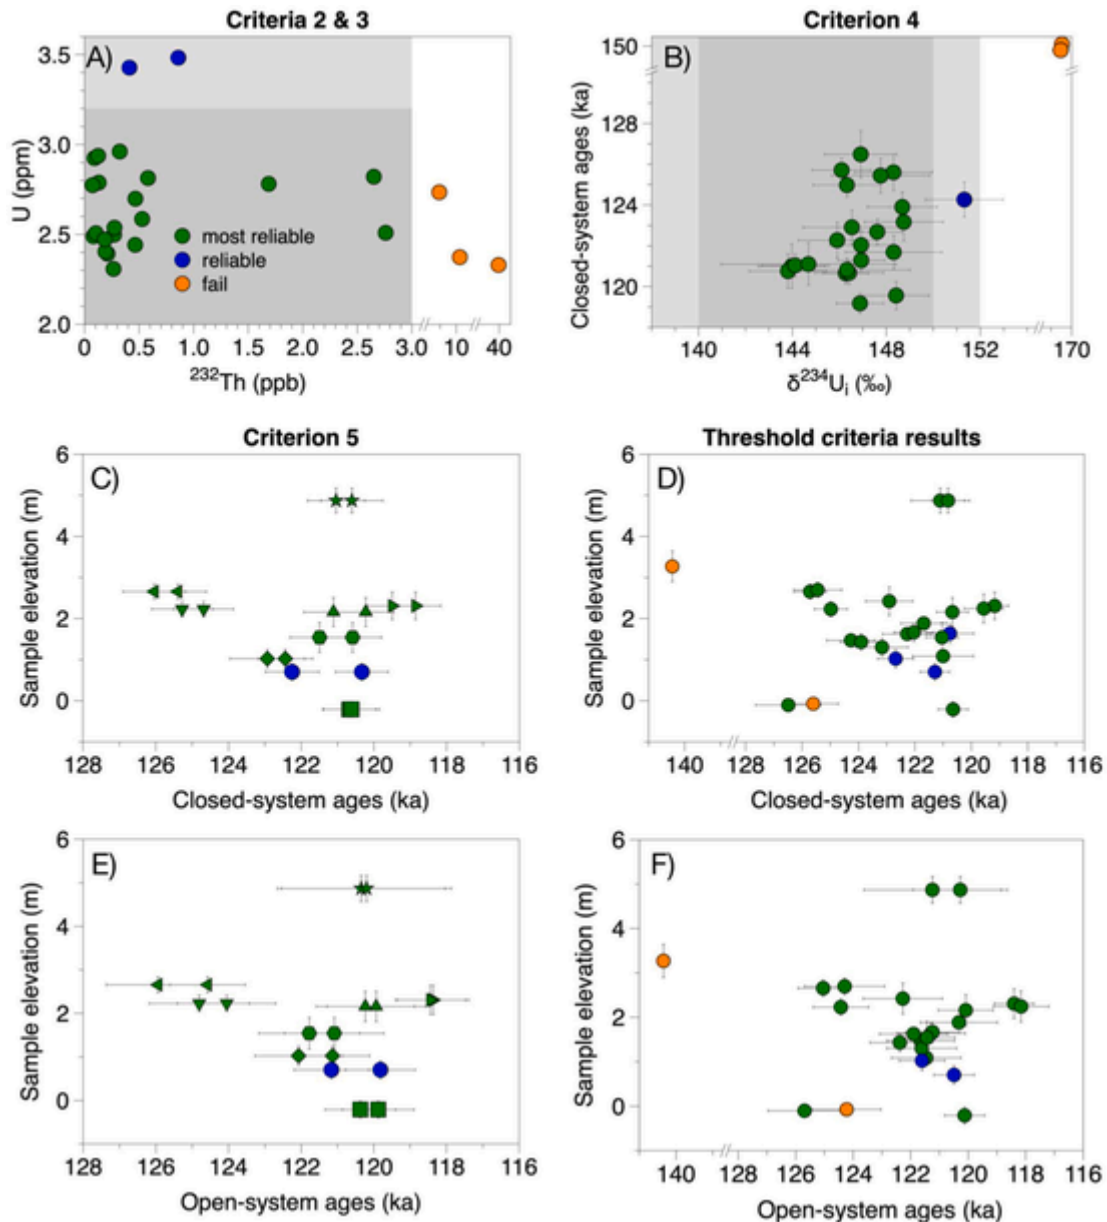 Criteria 2 & 3
A)
3.5
3.0
2.5
2.0
U (ppm)
most reliable
reliable
fail
0 0.5 1.0 1.5 2.0 2.5 3.0 10 40
²³²Th (ppb)
Criterion 4
B)
150
128
124
120
Closed-system ages (ka)
140 144 148 152 170
δ²³⁴Uᵢ (‰)
Criterion 5
C)
6
4
2
0
Sample elevation (m)
128 126 124 122 120 118 116
Closed-system ages (ka)
Threshold criteria results
D)
6
4
2
0
Sample elevation (m)
140 128 126 124 122 120 118 116
Closed-system ages (ka)
E)
6
4
2
0
Sample elevation (m)
128 126 124 122 120 118 116
Open-system ages (ka)
F)
6
4
2
0
Sample elevation (m)
140 128 126 124 122 120 118 116
Open-system ages (ka)